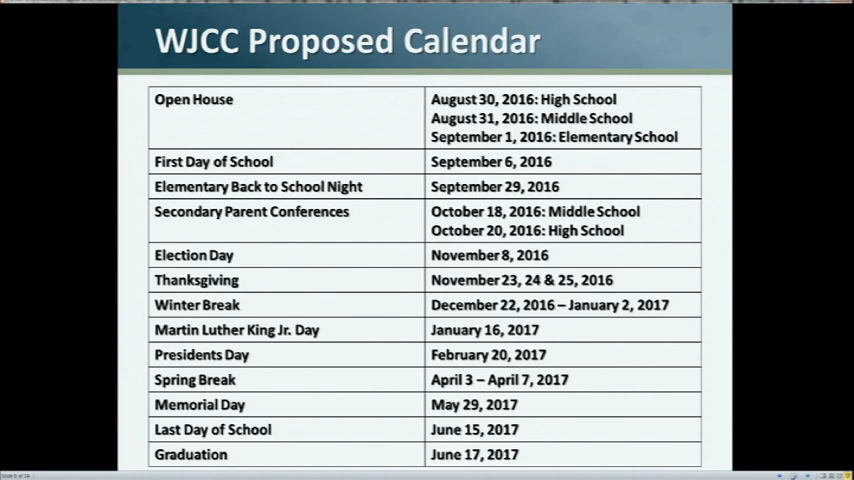 WJCC Proposed Calendar
Open House
August 30, 2016: High School
August 31, 2016: Middle School
September 1, 2016: Elementary School
First Day of School
September 6, 2016
Elementary Back to School Night
September 29, 2016
Secondary Parent Conferences
October 18, 2016: Middle School
October 20, 2016: High School
Election Day
November 8, 2016
Thanksgiving
November 23, 24 & 25, 2016
Winter Break
December 22, 2016 – January 2, 2017
Martin Luther King Jr. Day
January 16, 2017
Presidents Day
February 20, 2017
Spring Break
April 3 – April 7, 2017
Memorial Day
May 29, 2017
Last Day of School
June 15, 2017
Graduation
June 17, 2017